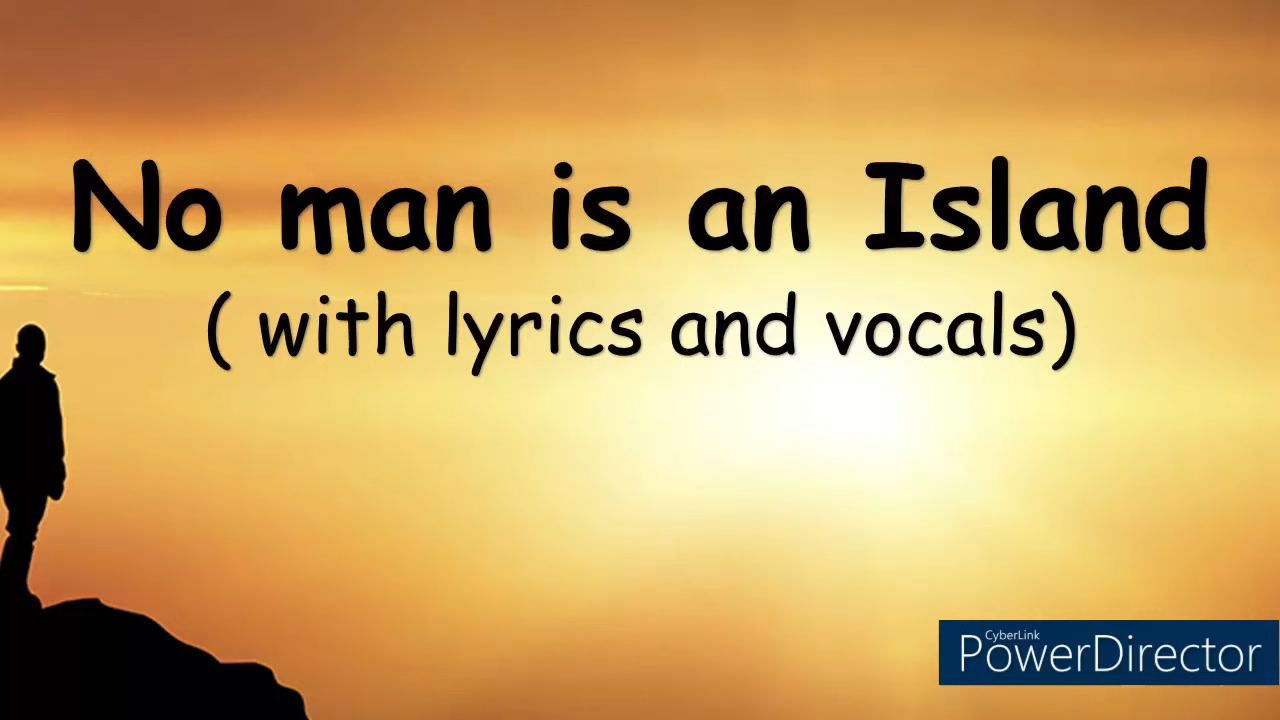 No man is an Island
( with lyrics and vocals)
CyberLink
PowerDirector